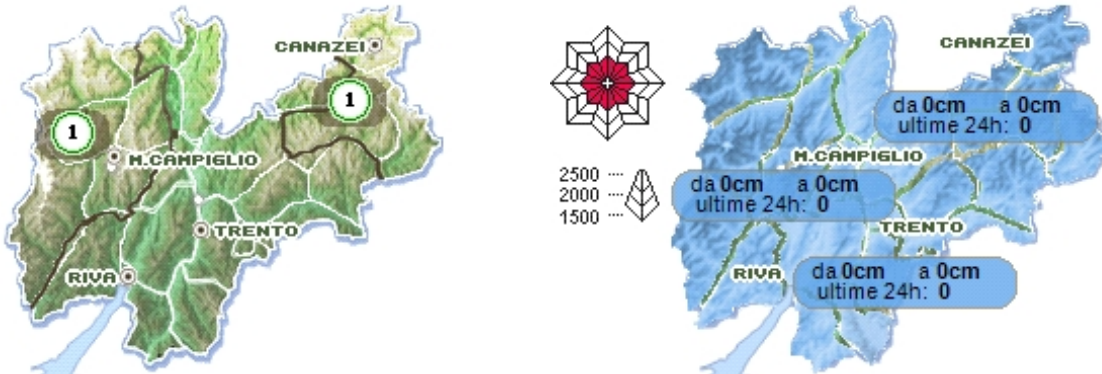 CANAZEI
1
1
M.CAMPIGLIO
TRENTO
RIVA
2500
2000
1500
CANAZEI
da 0cm a 0cm
ultime 24h: 0
M.CAMPIGLIO
da 0cm a 0cm
ultime 24h: 0
TRENTO
RIVA
da 0cm a 0cm
ultime 24h: 0